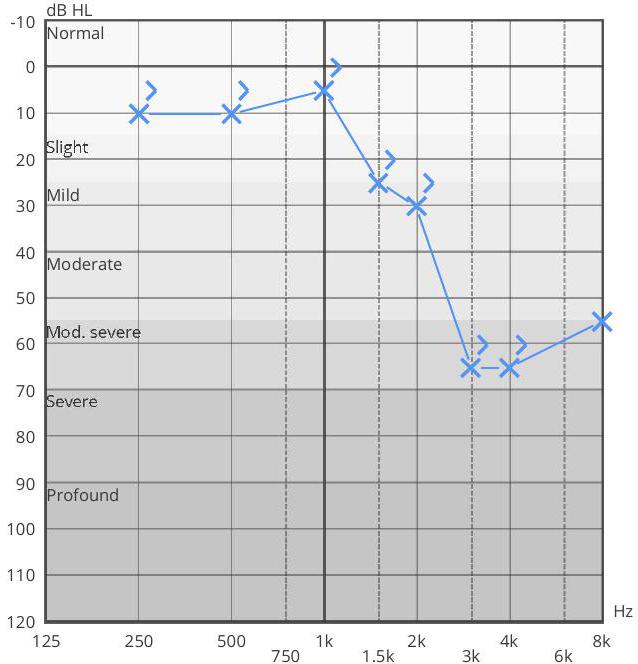 dB HL
-10
Normal
0
10
Slight
20
Mild
30
40
Moderate
50
Mod. severe
60
70
Severe
80
90
Profound
100
110
120
Hz
125 250 500 1k 2k 4k 8k
750 1.5k 3k 6k